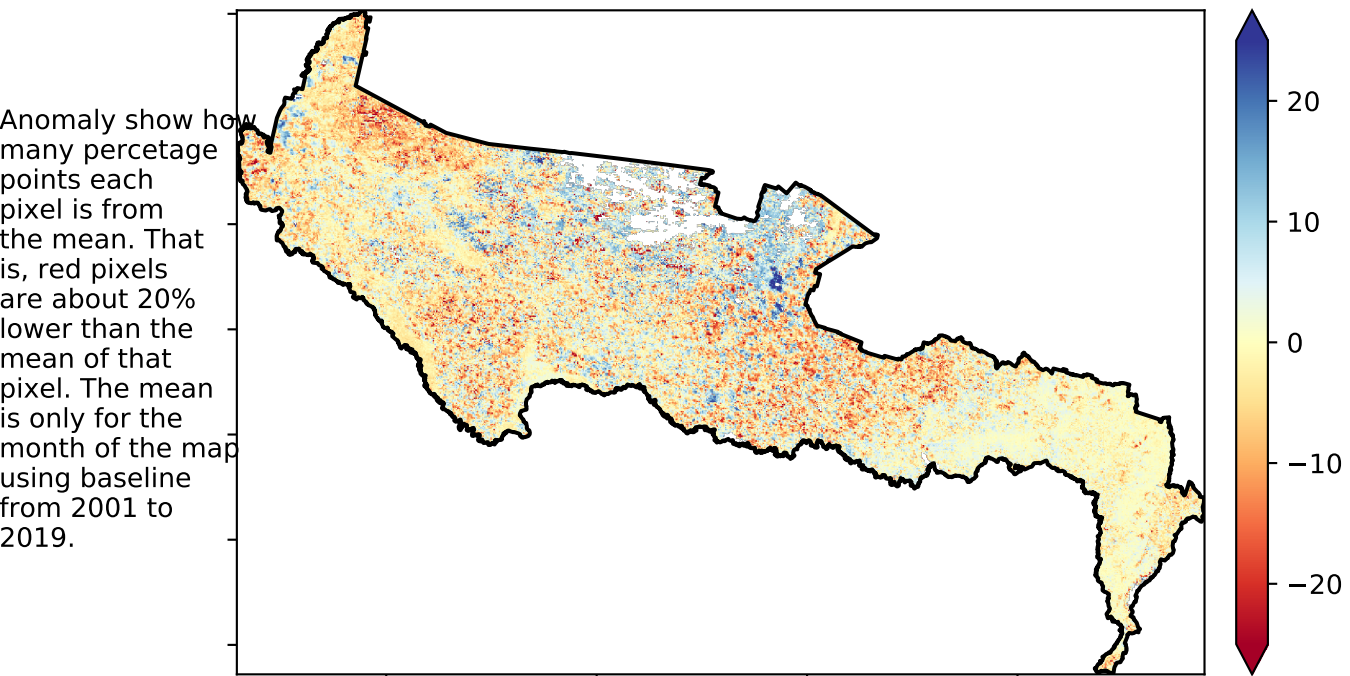 Anomaly show how
many percetage
points each
pixel is from
the mean. That
is, red pixels
are about 20%
lower than the
mean of that
pixel. The mean
is only for the
month of the map
using baseline
from 2001 to
2019.
20
10
0
−10
−20